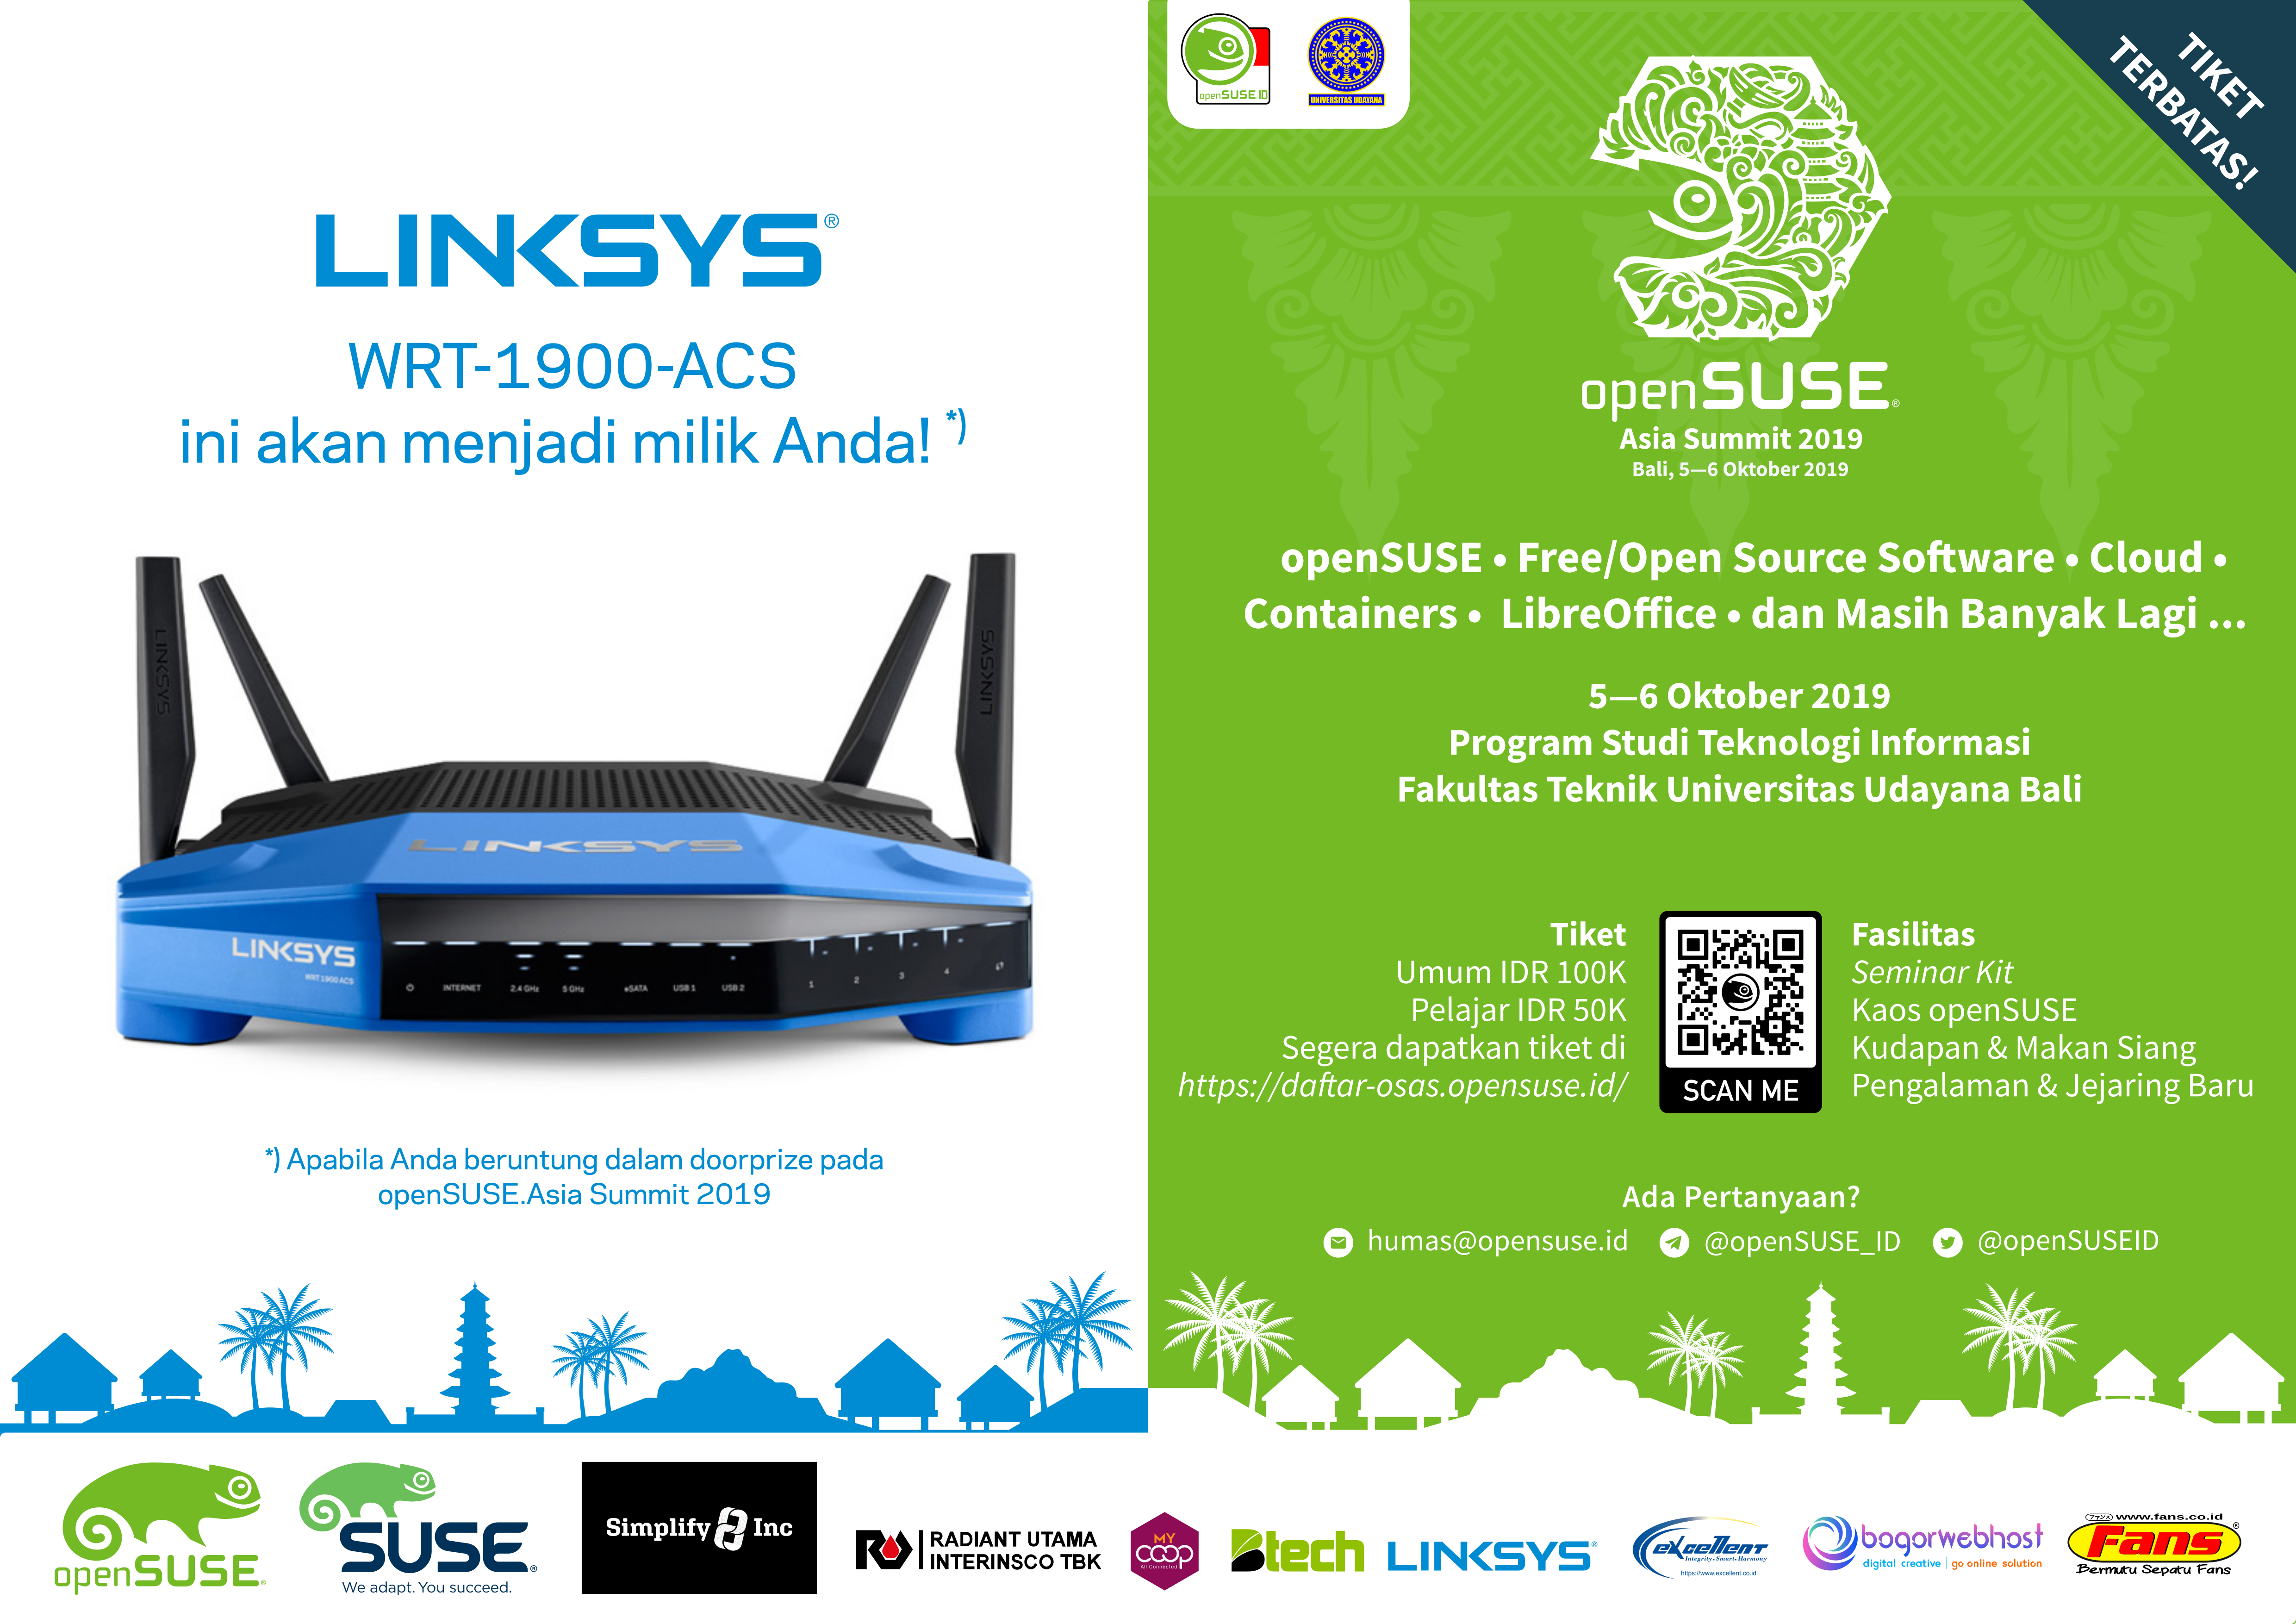 LINKSYS®
WRT-1900-ACS
ini akan menjadi milik Anda! *)
LINKSYS
LINKSYS
LINKSYS
LINKSYS
WRT 1900 ACS
INTERNET
2.4 GHz
5 GHz
eSATA
USB 1
USB 2
1
2
3
4
*) Apabila Anda beruntung dalam doorprize pada
openSUSE.Asia Summit 2019
openSUSE ID
UNIVERSITAS UDAYANA
TIKET
TERBATAS!
openSUSE®
Asia Summit 2019
Bali, 5—6 Oktober 2019
openSUSE • Free/Open Source Software • Cloud •
Containers • LibreOffice • dan Masih Banyak Lagi ...
5—6 Oktober 2019
Program Studi Teknologi Informasi
Fakultas Teknik Universitas Udayana Bali
Tiket
Umum IDR 100K
Pelajar IDR 50K
Segera dapatkan tiket di
https://daftar-osas.opensuse.id/
SCAN ME
Fasilitas
Seminar Kit
Kaos openSUSE
Kudapan & Makan Siang
Pengalaman & Jejaring Baru
Ada Pertanyaan?
humas@opensuse.id @openSUSE_ID @openSUSEID
openSUSE®
SUSE®
We adapt. You succeed.
Simplify Inc
RADIANT UTAMA
INTERINSCO TBK
MY
COOP
All Connected
Btech
LINKSYS®
eXcellenT
Integrity.Smart.Harmony
https://www.excellent.co.id
bogorwebhost
digital creative | go online solution
ファンス www.fans.co.id
Fans®
Bermutu Sepatu Fans